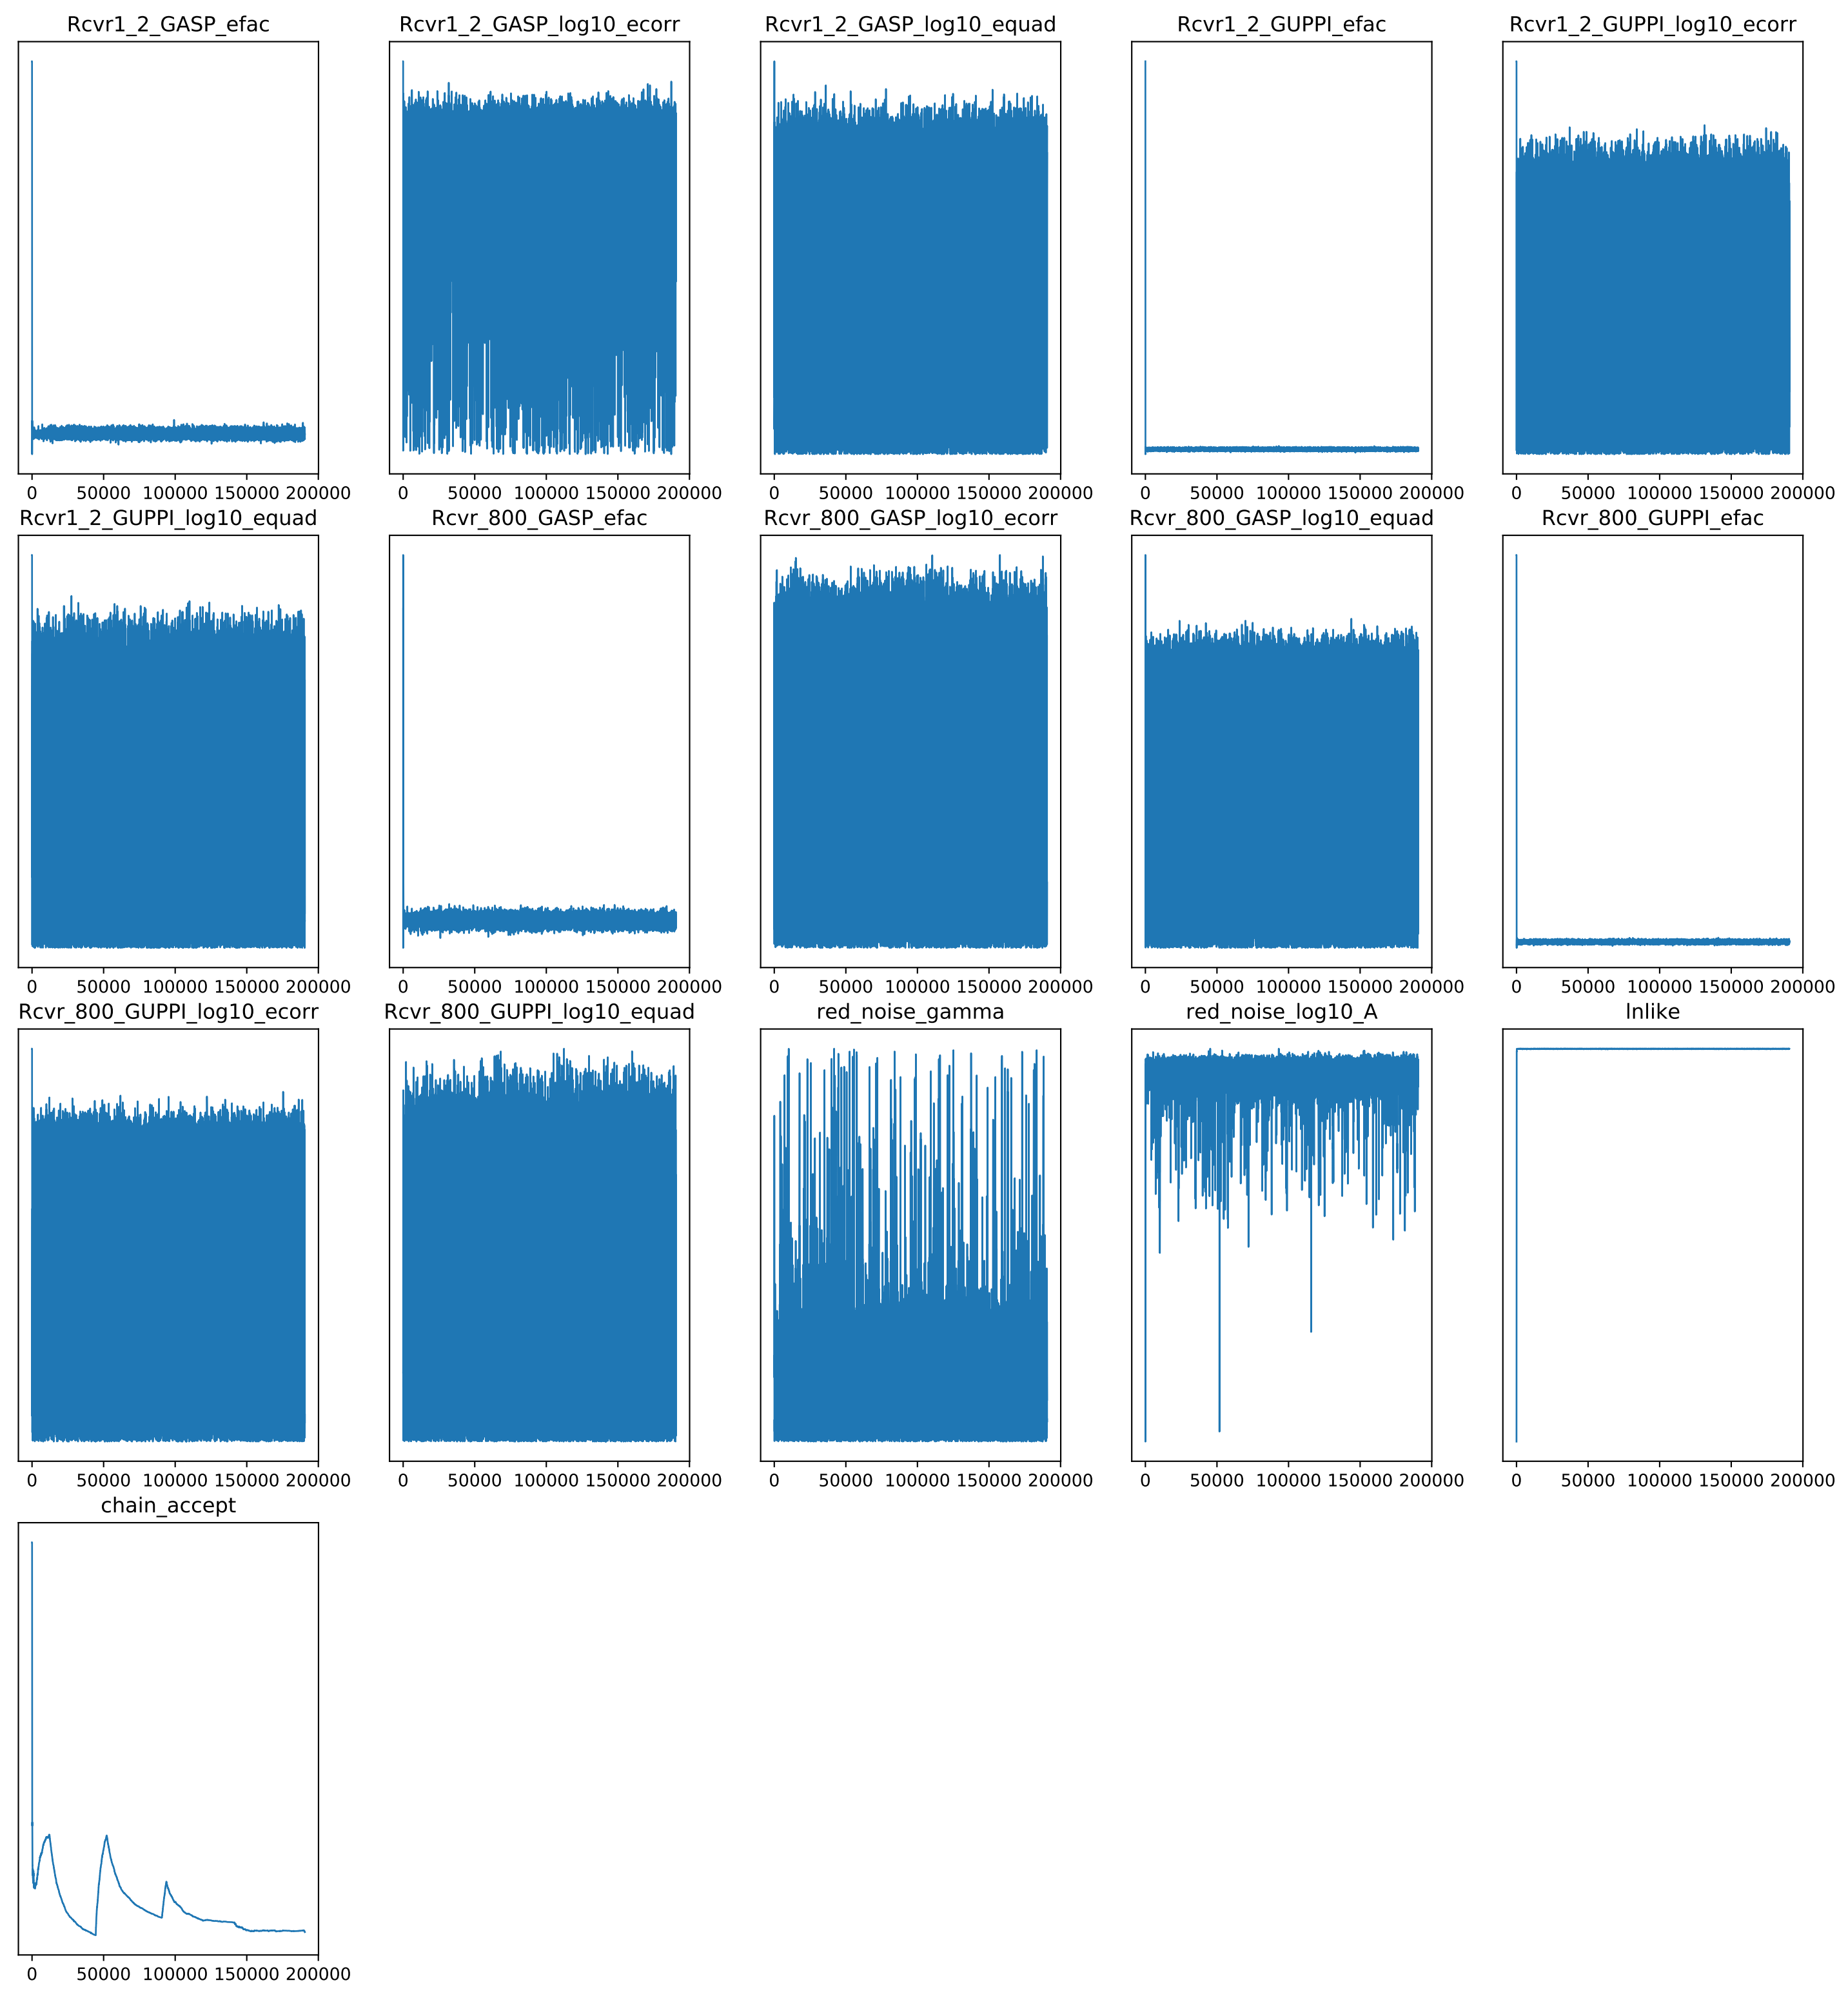 Rcvr1_2_GASP_efac Rcvr1_2_GASP_log10_ecorr Rcvr1_2_GASP_log10_equad Rcvr1_2_GUPPI_efac Rcvr1_2_GUPPI_log10_ecorr
0 50000 100000 150000 200000 0 50000 100000 150000 200000 0 50000 100000 150000 200000 0 50000 100000 150000 200000 0 50000 100000 150000 200000
Rcvr1_2_GUPPI_log10_equad Rcvr_800_GASP_efac Rcvr_800_GASP_log10_ecorr Rcvr_800_GASP_log10_equad Rcvr_800_GUPPI_efac
0 50000 100000 150000 200000 0 50000 100000 150000 200000 0 50000 100000 150000 200000 0 50000 100000 150000 200000 0 50000 100000 150000 200000
Rcvr_800_GUPPI_log10_ecorr Rcvr_800_GUPPI_log10_equad red_noise_gamma red_noise_log10_A lnlike
0 50000 100000 150000 200000 0 50000 100000 150000 200000 0 50000 100000 150000 200000 0 50000 100000 150000 200000 0 50000 100000 150000 200000
chain_accept
0 50000 100000 150000 200000